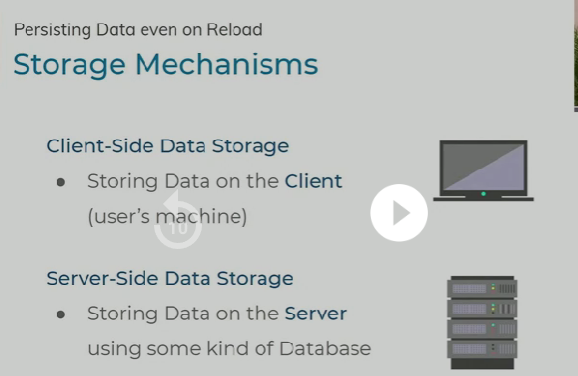 Persisting Data even on Reload
Storage Mechanisms
Client-Side Data Storage
● Storing Data on the Client
(user's machine)
10
Server-Side Data Storage
● Storing Data on the Server
using some kind of Database